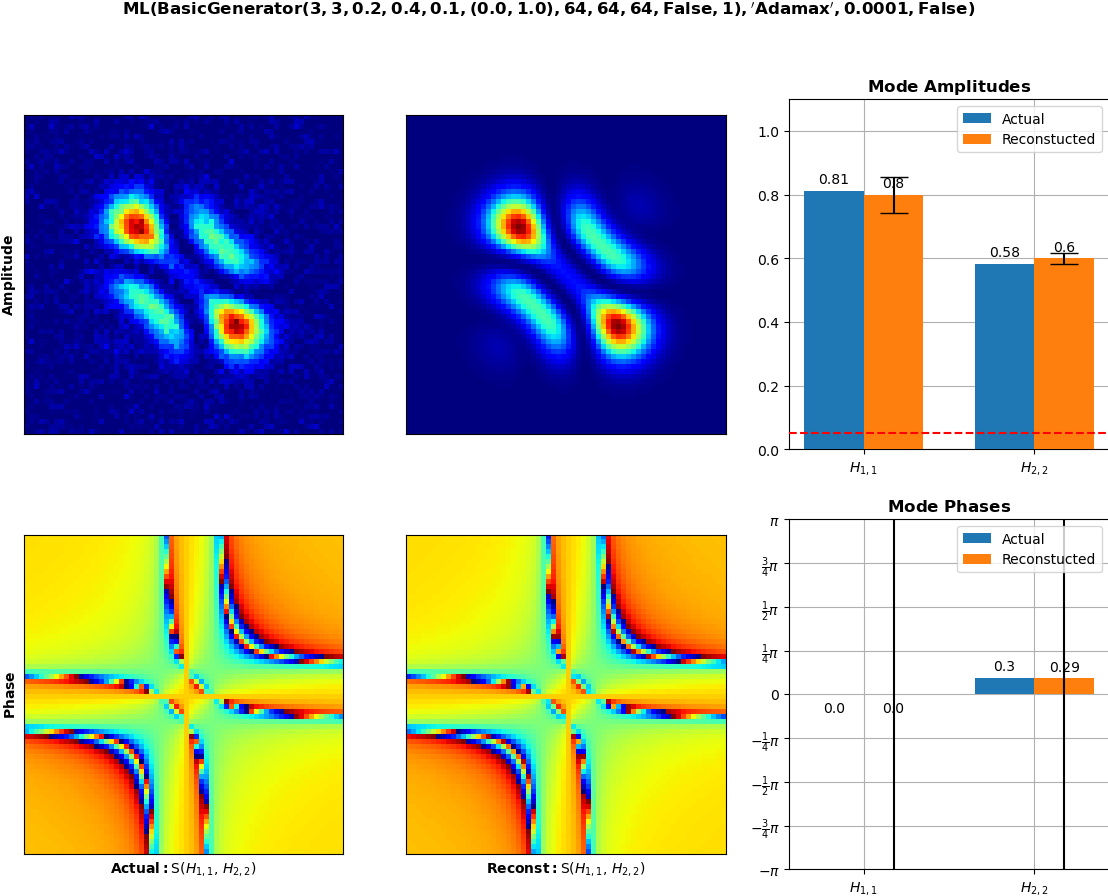 ML(BasicGenerator(3, 3, 0.2, 0.4, 0.1, (0.0, 1.0), 64, 64, 64, False, 1), ′Adamax′, 0.0001, False)
Amplitude
Mode Amplitudes
Actual
Reconstucted
1.0
0.8
0.6
0.4
0.2
0.0
0.81
0.8
0.58
0.6
H1, 1
H2, 2
Phase
Actual: S(H1, 1, H2, 2)
Reconst: S(H1, 1, H2, 2)
Mode Phases
Actual
Reconstucted
π
3/4π
1/2π
1/4π
0
−1/4π
−1/2π
−3/4π
−π
0.0
0.0
0.3
0.29
H1, 1
H2, 2